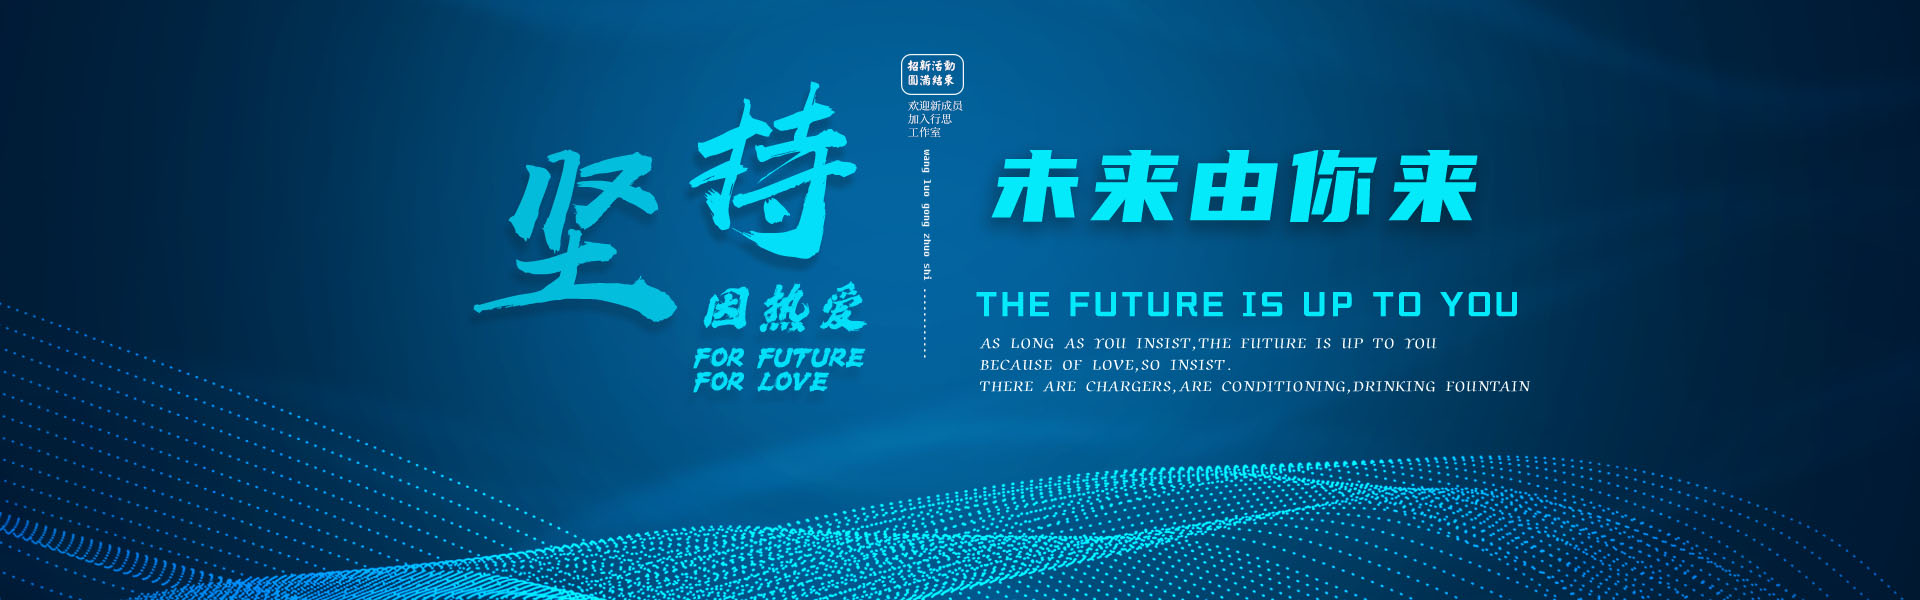 坚持
因热爱
FOR FUTURE
FOR LOVE
招新活動
圓滿结束
欢迎新成员
加入行思
工作室
wang luo gong zhuo shi
未来由你来
THE FUTURE IS UP TO YOU
AS LONG AS YOU INSIST,THE FUTURE IS UP TO YOU
BECAUSE OF LOVE,SO INSIST.
THERE ARE CHARGERS,ARE CONDITIONING,DRINKING FOUNTAIN